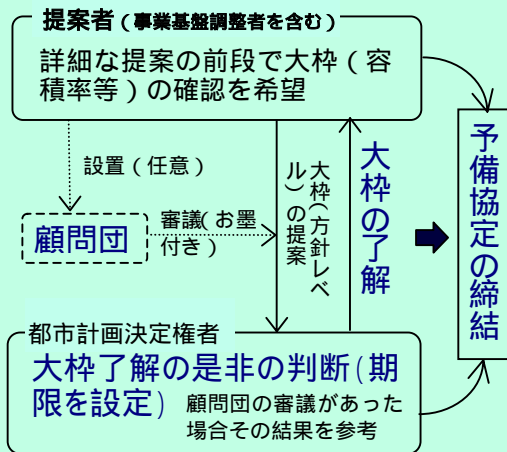 提案者（事業基盤調整者を含む）
詳細な提案の前段で大枠（容
積率等）の確認を希望
設置（任意）
顧問団
審議（お墨
付き）
大枠（方針レベ
ル）の提案
大枠の了解
予備協定の締結
都市計画決定権者
大枠了解の是非の判断（期
限を設定）
顧問団の審議があった
場合その結果を参考